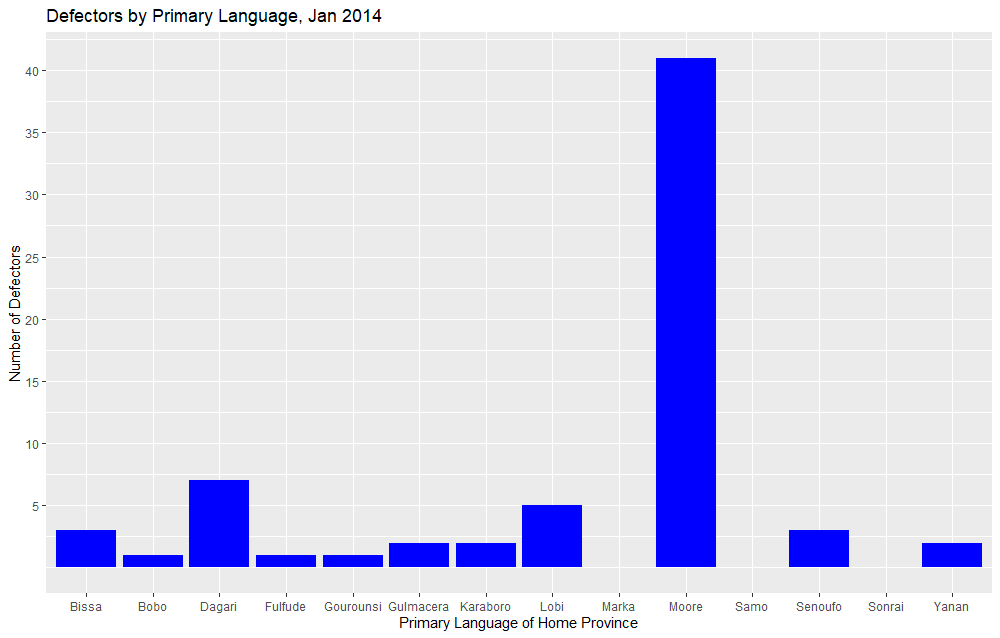 Defectors by Primary Language, Jan 2014
Number of Defectors
40
35
30
25
20
15
10
5
Bissa Bobo Dagari Fulfude Gourounsi Gulmacera Karaboro Lobi Marka Moore Samo Senoufo Sonrai Yanan
Primary Language of Home Province